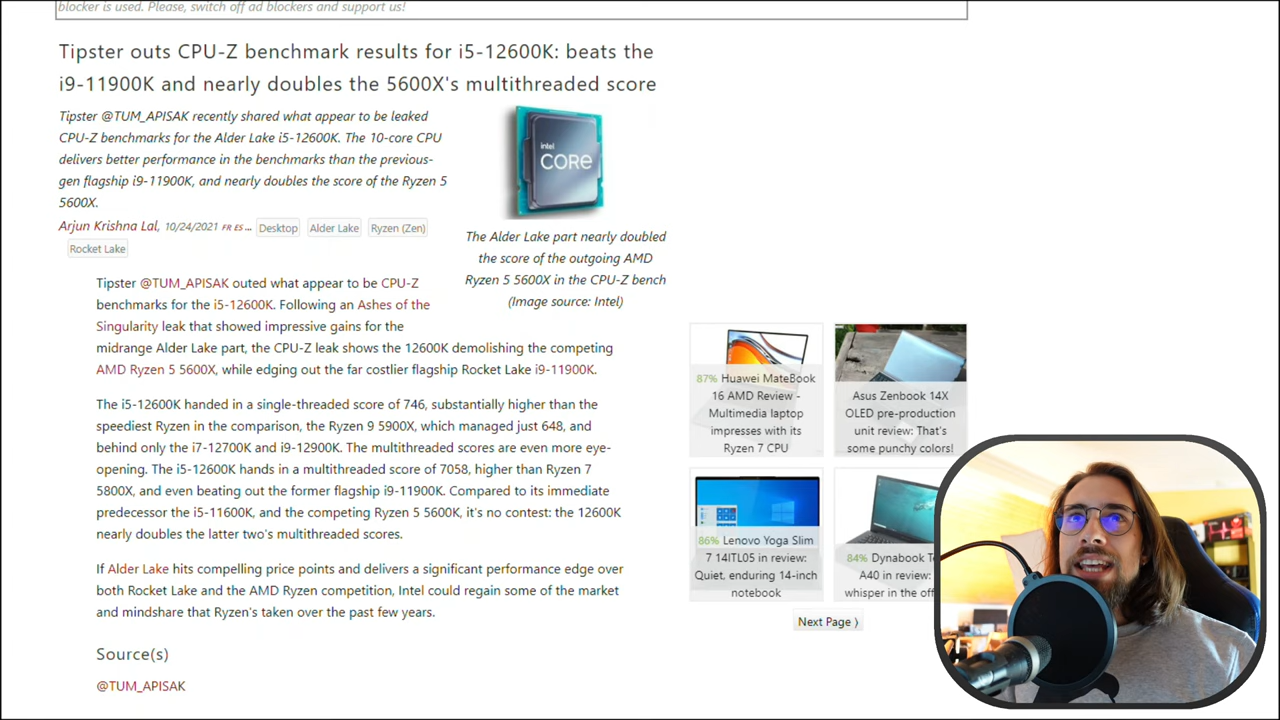 blocker is used. Please, switch off ad blockers and support us!
Tipster outs CPU-Z benchmark results for i5-12600K: beats the
i9-11900K and nearly doubles the 5600X's multithreaded score
Tipster @TUM_APISAK recently shared what appear to be leaked
CPU-Z benchmarks for the Alder Lake i5-12600K. The 10-core CPU
delivers better performance in the benchmarks than the previous-
gen flagship i9-11900K, and nearly doubles the score of the Ryzen 5
5600X.
Arjun Krishna Lal, 10/24/2021 FR ES ... Desktop Alder Lake Ryzen (Zen)
Rocket Lake
intel
CORE
The Alder Lake part nearly doubled
the score of the outgoing AMD
Ryzen 5 5600X in the CPU-Z bench
(Image source: Intel)
Tipster @TUM_APISAK outed what appear to be CPU-Z
benchmarks for the i5-12600K. Following an Ashes of the
Singularity leak that showed impressive gains for the
midrange Alder Lake part, the CPU-Z leak shows the 12600K demolishing the competing
AMD Ryzen 5 5600X, while edging out the far costlier flagship Rocket Lake i9-11900K.
The i5-12600K handed in a single-threaded score of 746, substantially higher than the
speediest Ryzen in the comparison, the Ryzen 9 5900X, which managed just 648, and
behind only the i7-12700K and i9-12900K. The multithreaded scores are even more eye-
opening. The i5-12600K hands in a multithreaded score of 7058, higher than Ryzen 7
5800X, and even beating out the former flagship i9-11900K. Compared to its immediate
predecessor the i5-11600K, and the competing Ryzen 5 5600K, it's no contest: the 12600K
nearly doubles the latter two's multithreaded scores.
If Alder Lake hits compelling price points and delivers a significant performance edge over
both Rocket Lake and the AMD Ryzen competition, Intel could regain some of the market
and mindshare that Ryzen's taken over the past few years.
Source(s)
@TUM_APISAK
87% Huawei MateBook
16 AMD Review -
Multimedia laptop
impresses with its
Ryzen 7 CPU
Asus Zenbook 14X
OLED pre-production
unit review: That's
some punchy colors!
86% Lenovo Yoga Slim
7 14ITL05 in review:
Quiet, enduring 14-inch
notebook
84% Dynabook
A40 in review:
whisper in the
Next Page ⟩